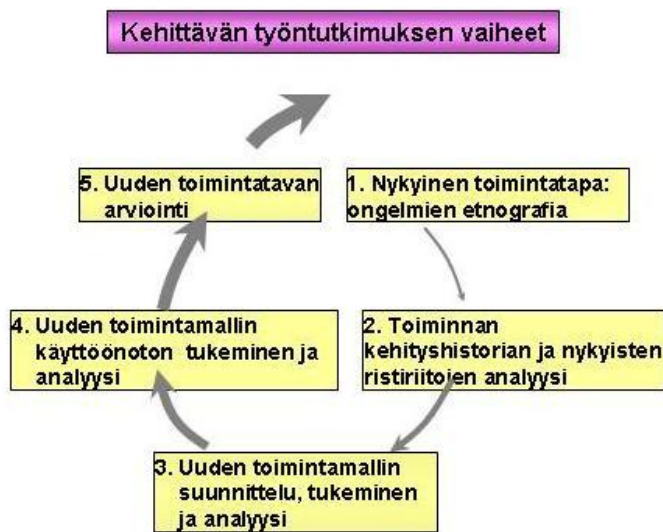 Kehittävän työntutkimuksen vaiheet
5. Uuden toimintatavan
arviointi
1. Nykyinen toimintatapa:
ongelmien etnografia
4. Uuden toimintamallin
käyttöönoton tukeminen ja
analyysi
2. Toiminnan
kehityshistorian ja nykyisten
ristiriitojen analyysi
3. Uuden toimintamallin
suunnittelu, tukeminen
ja analyysi